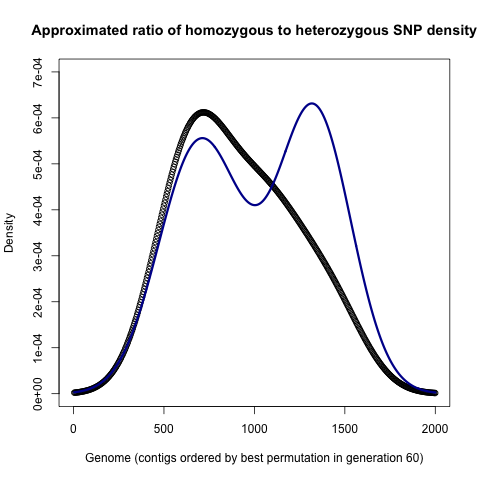 Approximated ratio of homozygous to heterozygous SNP density
7e-04
6e-04
5e-04
4e-04
3e-04
2e-04
1e-04
0e+00
Density
0 500 1000 1500 2000
Genome (contigs ordered by best permutation in generation 60)